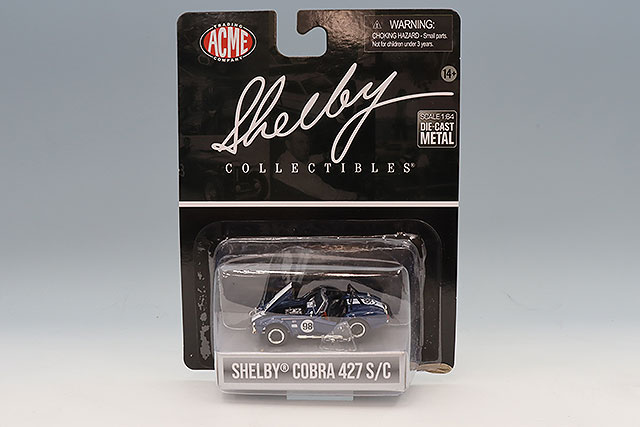 TRADING
ACME
COMPANY
WARNING:
CHOKING HAZARD - Small parts.
Not for children under 3 years.
14+
Shelby
COLLECTIBLES®
SCALE 1:64
DIE-CAST
METAL
98
98
SHELBY® COBRA 427 S/C